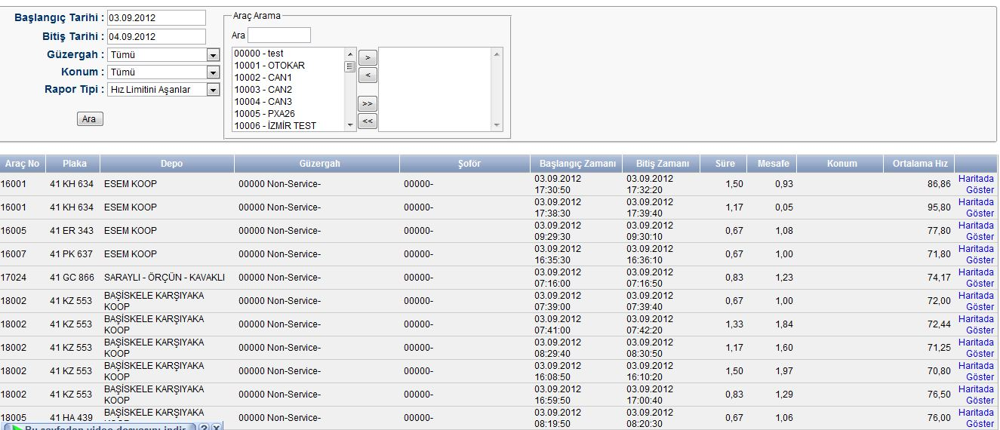 Başlangıç Tarihi : 03.09.2012
Bitiş Tarihi : 04.09.2012
Güzergah : Tümü
Konum : Tümü
Rapor Tipi : Hız Limitini Aşanlar
Ara
Araç Arama
Ara
00000 - test
10001 - OTOKAR
10002 - CAN1
10003 - CAN2
10004 - CAN3
10005 - PXA26
10006 - İZMİR TEST
>
<
>>
<<
Araç No Plaka Depo Güzergah Şoför Başlangıç Zamanı Bitiş Zamanı Süre Mesafe Konum Ortalama Hız
16001 41 KH 634 ESEM KOOP 00000 Non-Service- 00000- 03.09.2012 17:30:50 03.09.2012 17:32:20 1,50 0,93 86,86 Haritada Göster
16001 41 KH 634 ESEM KOOP 00000 Non-Service- 00000- 03.09.2012 17:38:30 03.09.2012 17:39:40 1,17 0,05 95,80 Haritada Göster
16005 41 ER 343 ESEM KOOP 00000 Non-Service- 00000- 03.09.2012 09:29:30 03.09.2012 09:30:10 0,67 1,08 77,80 Haritada Göster
16007 41 PK 637 ESEM KOOP 00000 Non-Service- 00000- 03.09.2012 16:35:30 03.09.2012 16:36:10 0,67 1,00 71,80 Haritada Göster
17024 41 GC 866 SARAYLI - ÖRÇÜN - KAVAKLI 00000 Non-Service- 00000- 03.09.2012 07:16:00 03.09.2012 07:16:50 0,83 1,23 74,17 Haritada Göster
18002 41 KZ 553 BAŞİSKELE KARŞIYAKA KOOP 00000 Non-Service- 00000- 03.09.2012 07:39:00 03.09.2012 07:39:40 0,67 1,00 72,00 Haritada Göster
18002 41 KZ 553 BAŞİSKELE KARŞIYAKA KOOP 00000 Non-Service- 00000- 03.09.2012 07:41:00 03.09.2012 07:42:20 1,33 1,84 72,44 Haritada Göster
18002 41 KZ 553 BAŞİSKELE KARŞIYAKA KOOP 00000 Non-Service- 00000- 03.09.2012 08:29:40 03.09.2012 08:30:50 1,17 1,60 71,25 Haritada Göster
18002 41 KZ 553 BAŞİSKELE KARŞIYAKA KOOP 00000 Non-Service- 00000- 03.09.2012 16:08:50 03.09.2012 16:10:20 1,50 1,97 70,80 Haritada Göster
18002 41 KZ 553 BAŞİSKELE KARŞIYAKA KOOP 00000 Non-Service- 00000- 03.09.2012 16:59:50 03.09.2012 17:00:40 0,83 1,29 76,50 Haritada Göster
18005 41 HA 439 BAŞİSKELE KARŞIYAKA 00000 Non-Service- 00000- 03.09.2012 08:19:50 03.09.2012 08:20:30 0,67 1,06 76,00 Haritada Göster
Bu sayfadan video dosyasını indir ? X